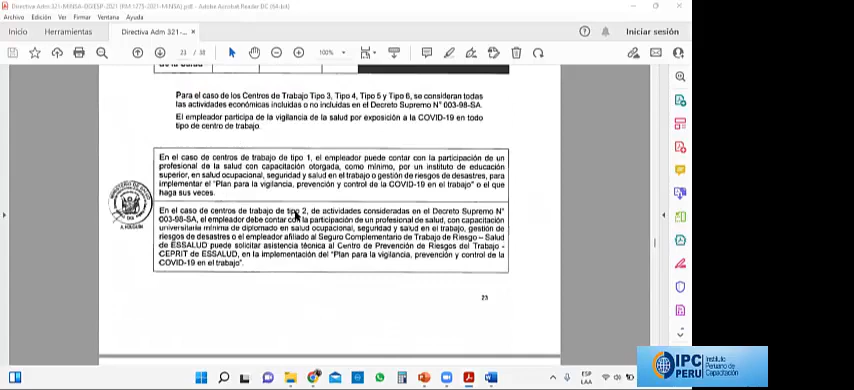 Directiva Adm 321-MINSA-DGIESP-2021 (RM.1275-2021-MINSA).pdf - Adobe Acrobat Reader DC (64-bit)
Archivo Edición Ver Firmar Ventana Ayuda
Inicio Herramientas Directiva Adm 321-... × Iniciar sesión
23 / 38 100%
Para el caso de los Centros de Trabajo Tipo 3, Tipo 4, Tipo 5 y Tipo 6, se consideran todas
las actividades económicas incluidas o no incluidas en el Decreto Supremo N° 003-98-SA.
El empleador participa de la vigilancia de la salud por exposición a la COVID-19 en todo
tipo de centro de trabajo.
En el caso de centros de trabajo de tipo 1, el empleador puede contar con la participación de un
profesional de la salud con capacitación otorgada, como mínimo, por un instituto de educación
superior, en salud ocupacional, seguridad y salud en el trabajo o gestión de riesgos de desastres, para
implementar el "Plan para la vigilancia, prevención y control de la COVID-19 en el trabajo" o el que
haga sus veces.
En el caso de centros de trabajo de tipo 2, de actividades consideradas en el Decreto Supremo N°
003-98-SA, el empleador debe contar con la participación de un profesional de salud, con capacitación
universitaria mínima de diplomado en salud ocupacional, seguridad y salud en el trabajo, gestión de
riesgos de desastres o el empleador afiliado al Seguro Complementario de Trabajo de Riesgo – Salud
de ESSALUD puede solicitar asistencia técnica al Centro de Prevención de Riesgos del Trabajo -
CEPRIT de ESSALUD, en la implementación del "Plan para la vigilancia, prevención y control de la
COVID-19 en el trabajo".
23
ESP
LAA
IPC
PERU
Instituto
Peruano de
Capacitación